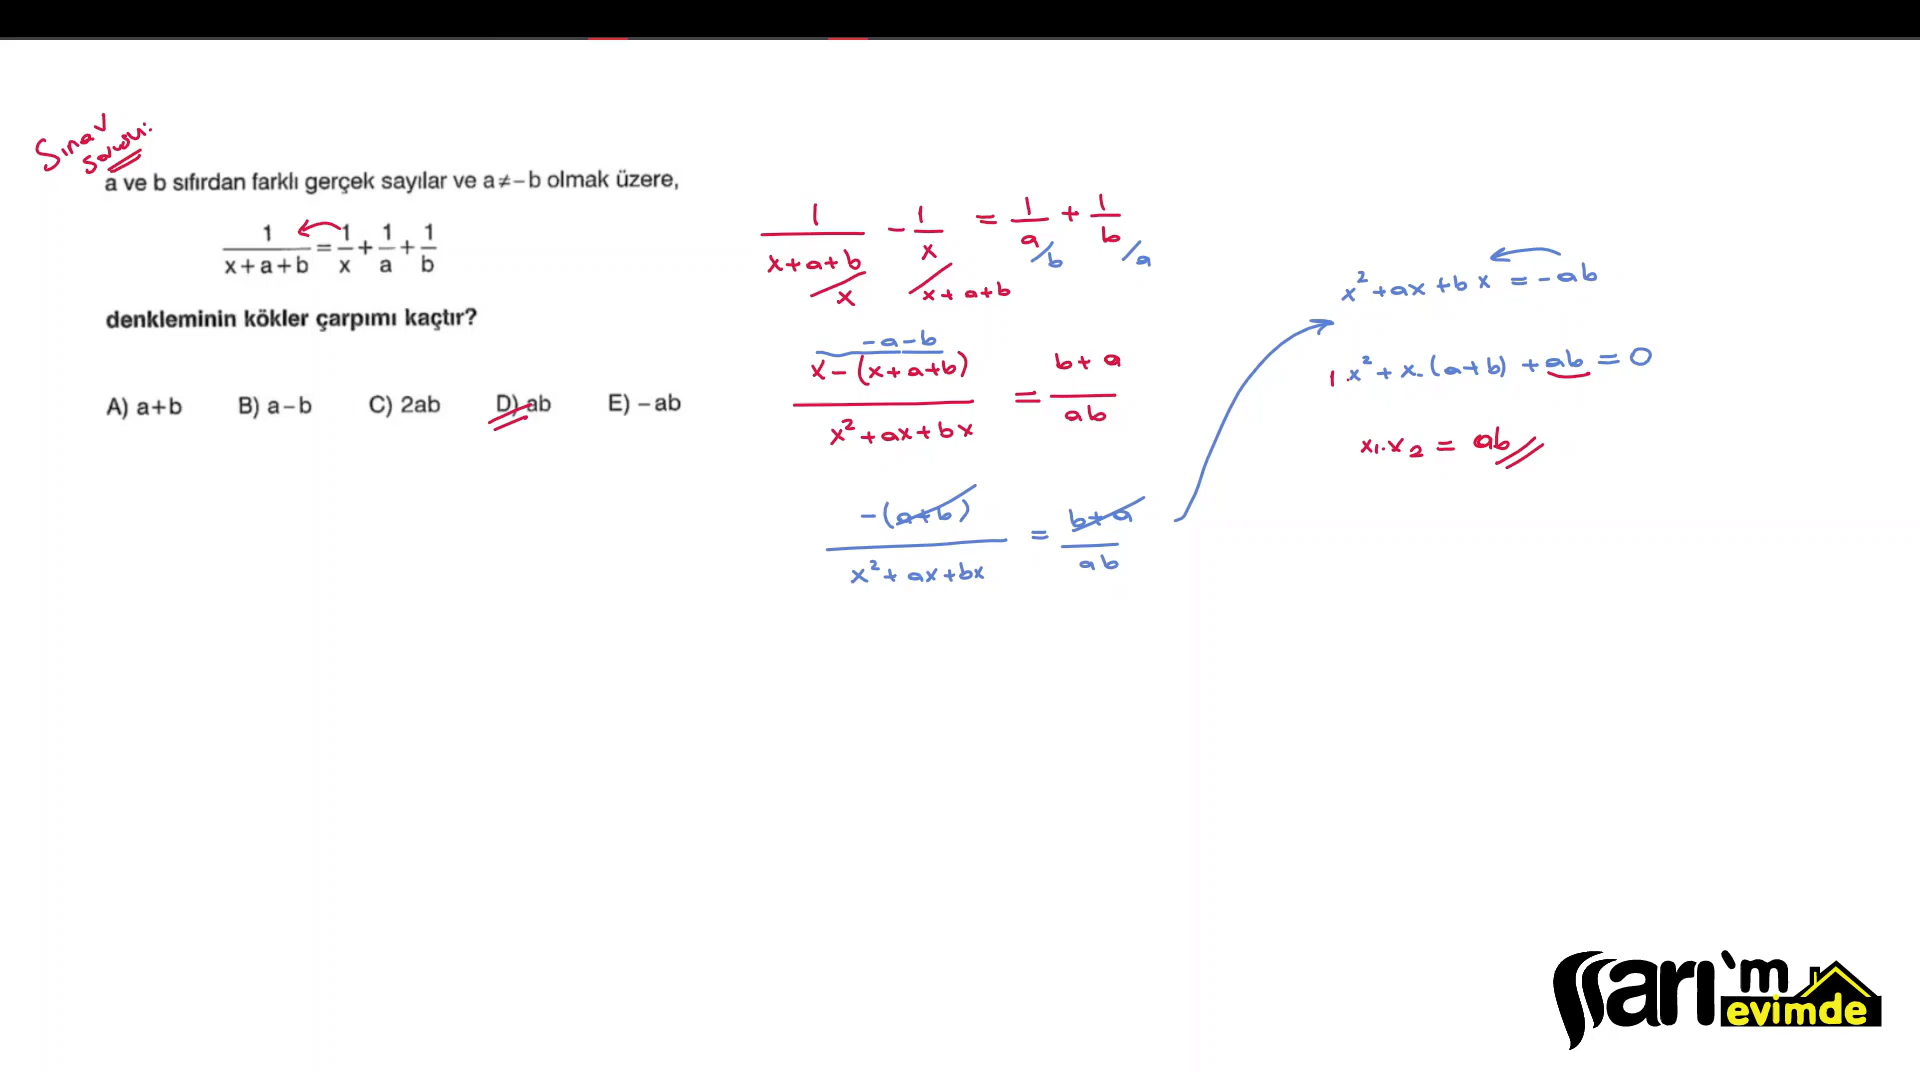 Sınav
Sorusu:
a ve b sıfırdan farklı gerçek sayılar ve a≠−b olmak üzere,
1/(x+a+b) = 1/x + 1/a + 1/b
denkleminin kökler çarpımı kaçtır?
A) a+b B) a−b C) 2ab D) ab E) −ab
1/(x+a+b) − 1/x = 1/a + 1/b
x x+a+b b a
−a−b
(x−(x+a+b))/(x²+ax+bx) = (b+a)/(ab)
−(a+b)/(x²+ax+bx) = (b+a)/(ab)
x²+ax+bx = −ab
1.x²+x.(a+b)+ab=0
x₁.x₂ = ab
sarı'm
evimde